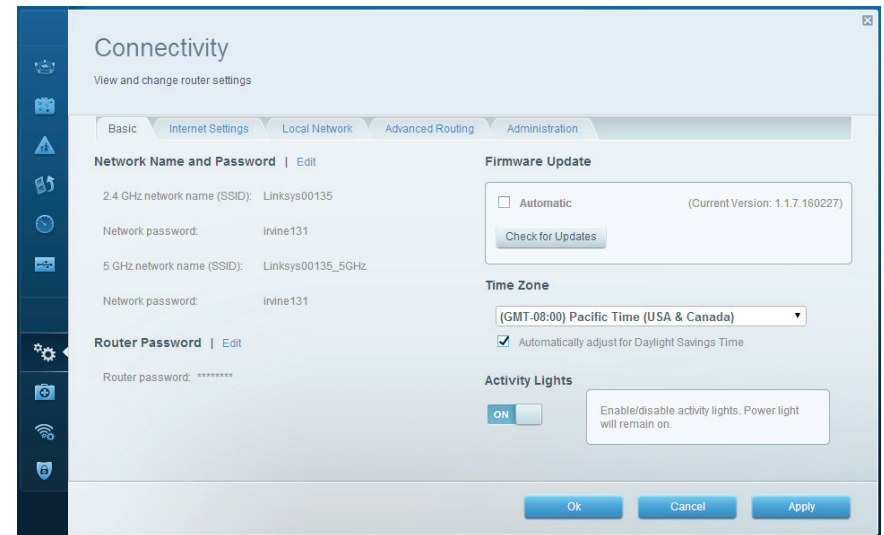 Connectivity
View and change router settings
Basic
Internet Settings
Local Network
Advanced Routing
Administration
Network Name and Password | Edit
2.4 GHz network name (SSID): Linksys00135
Network password: irvine131
5 GHz network name (SSID): Linksys00135_5GHz
Network password: irvine131
Router Password | Edit
Router password: ********
Firmware Update
Automatic (Current Version: 1.1.7.160227)
Check for Updates
Time Zone
(GMT-08:00) Pacific Time (USA & Canada)
Automatically adjust for Daylight Savings Time
Activity Lights
ON
Enable/disable activity lights. Power light
will remain on.
Ok
Cancel
Apply